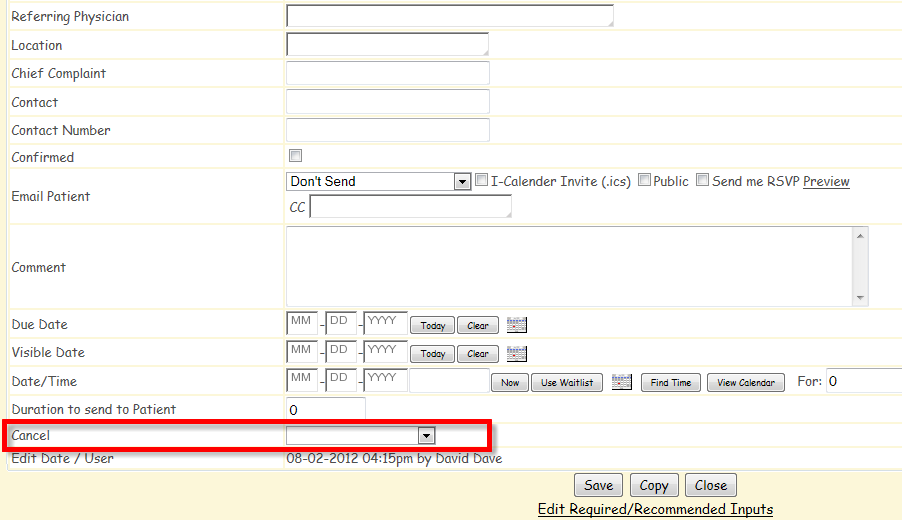 Referring Physician
Location
Chief Complaint
Contact
Contact Number
Confirmed
Email Patient Don't Send I-Calender Invite (.ics) Public Send me RSVP Preview
CC
Comment
Due Date MM - DD - YYYY Today Clear
Visible Date MM - DD - YYYY Today Clear
Date/Time MM - DD - YYYY Now Use Waitlist Find Time View Calendar For: 0
Duration to send to Patient 0
Cancel
Edit Date / User 08-02-2012 04:15pm by David Dave
Save Copy Close
Edit Required/Recommended Inputs